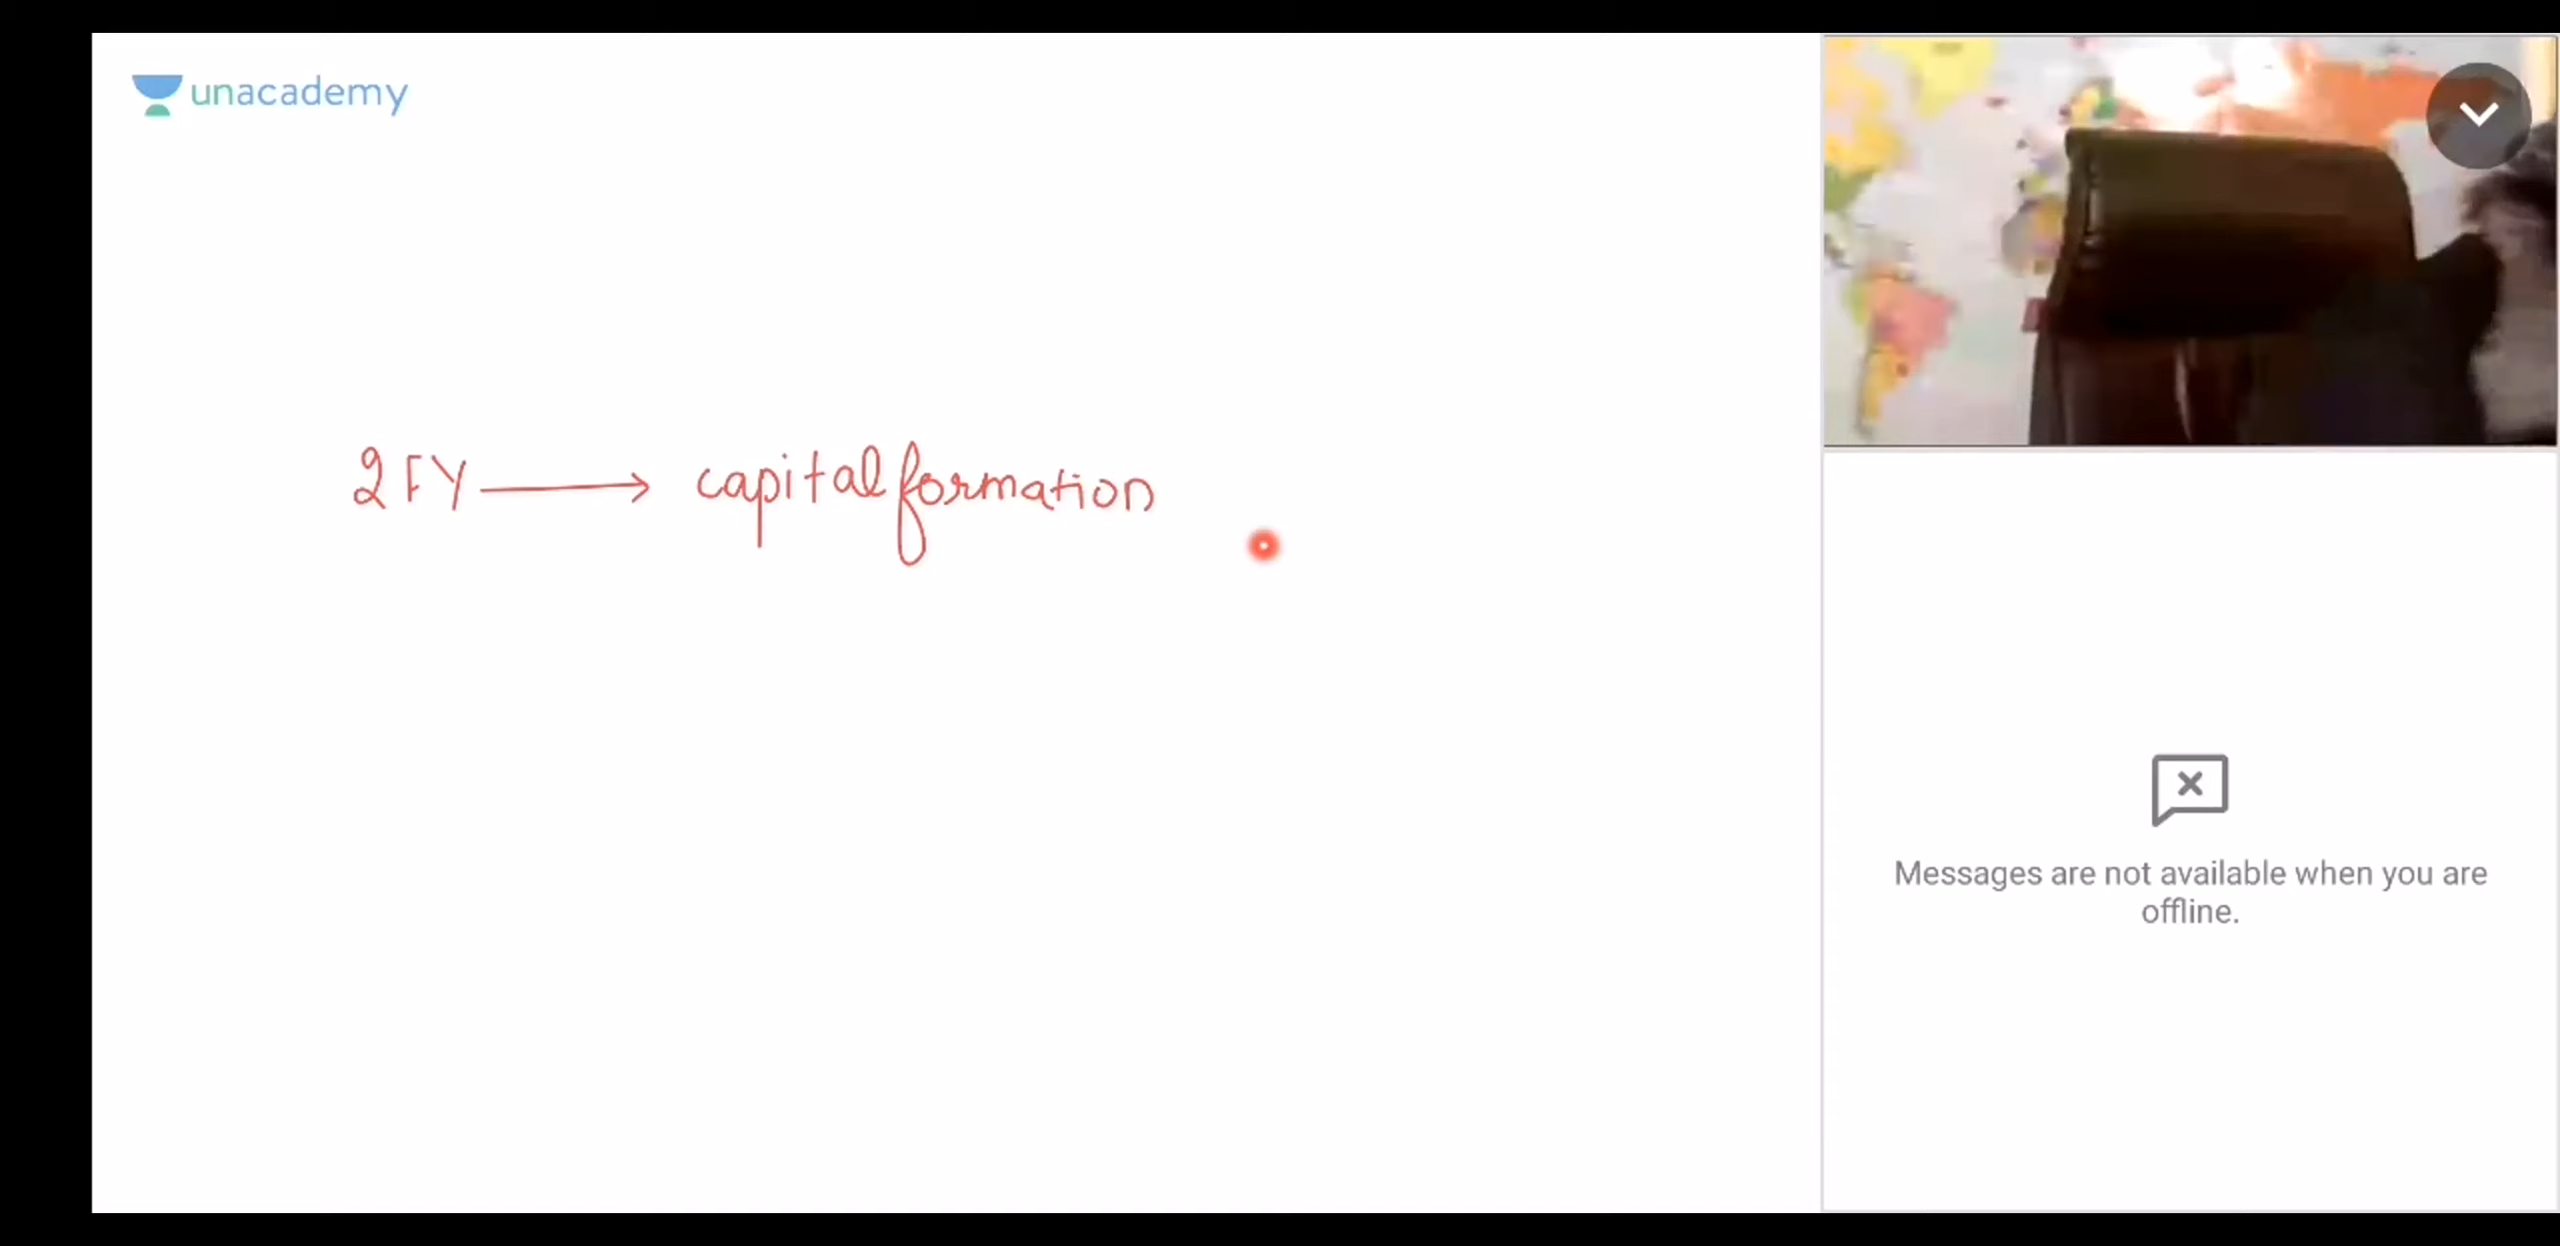 unacademy
2FY → capital formation
Messages are not available when you are
offline.